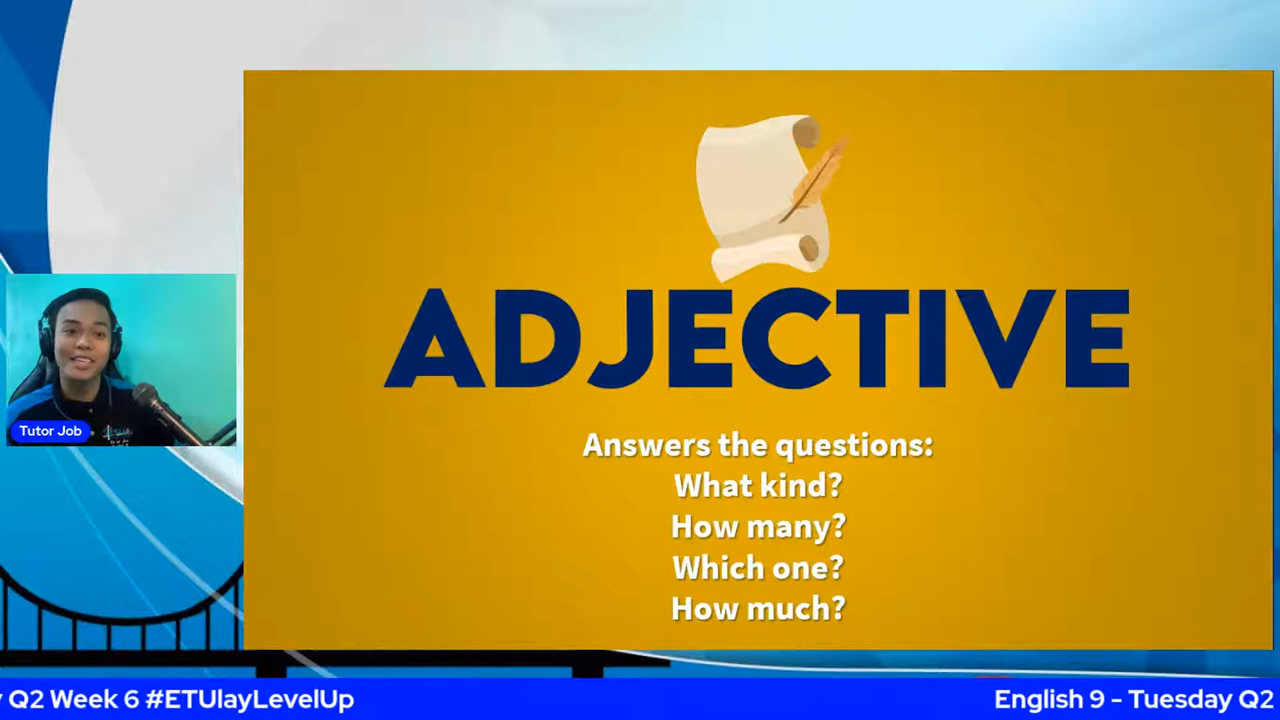 ADJECTIVE
Answers the questions:
What kind?
How many?
Which one?
How much?
Tutor Job
Q2 Week 6 #ETUlayLevelUp
English 9 - Tuesday Q2